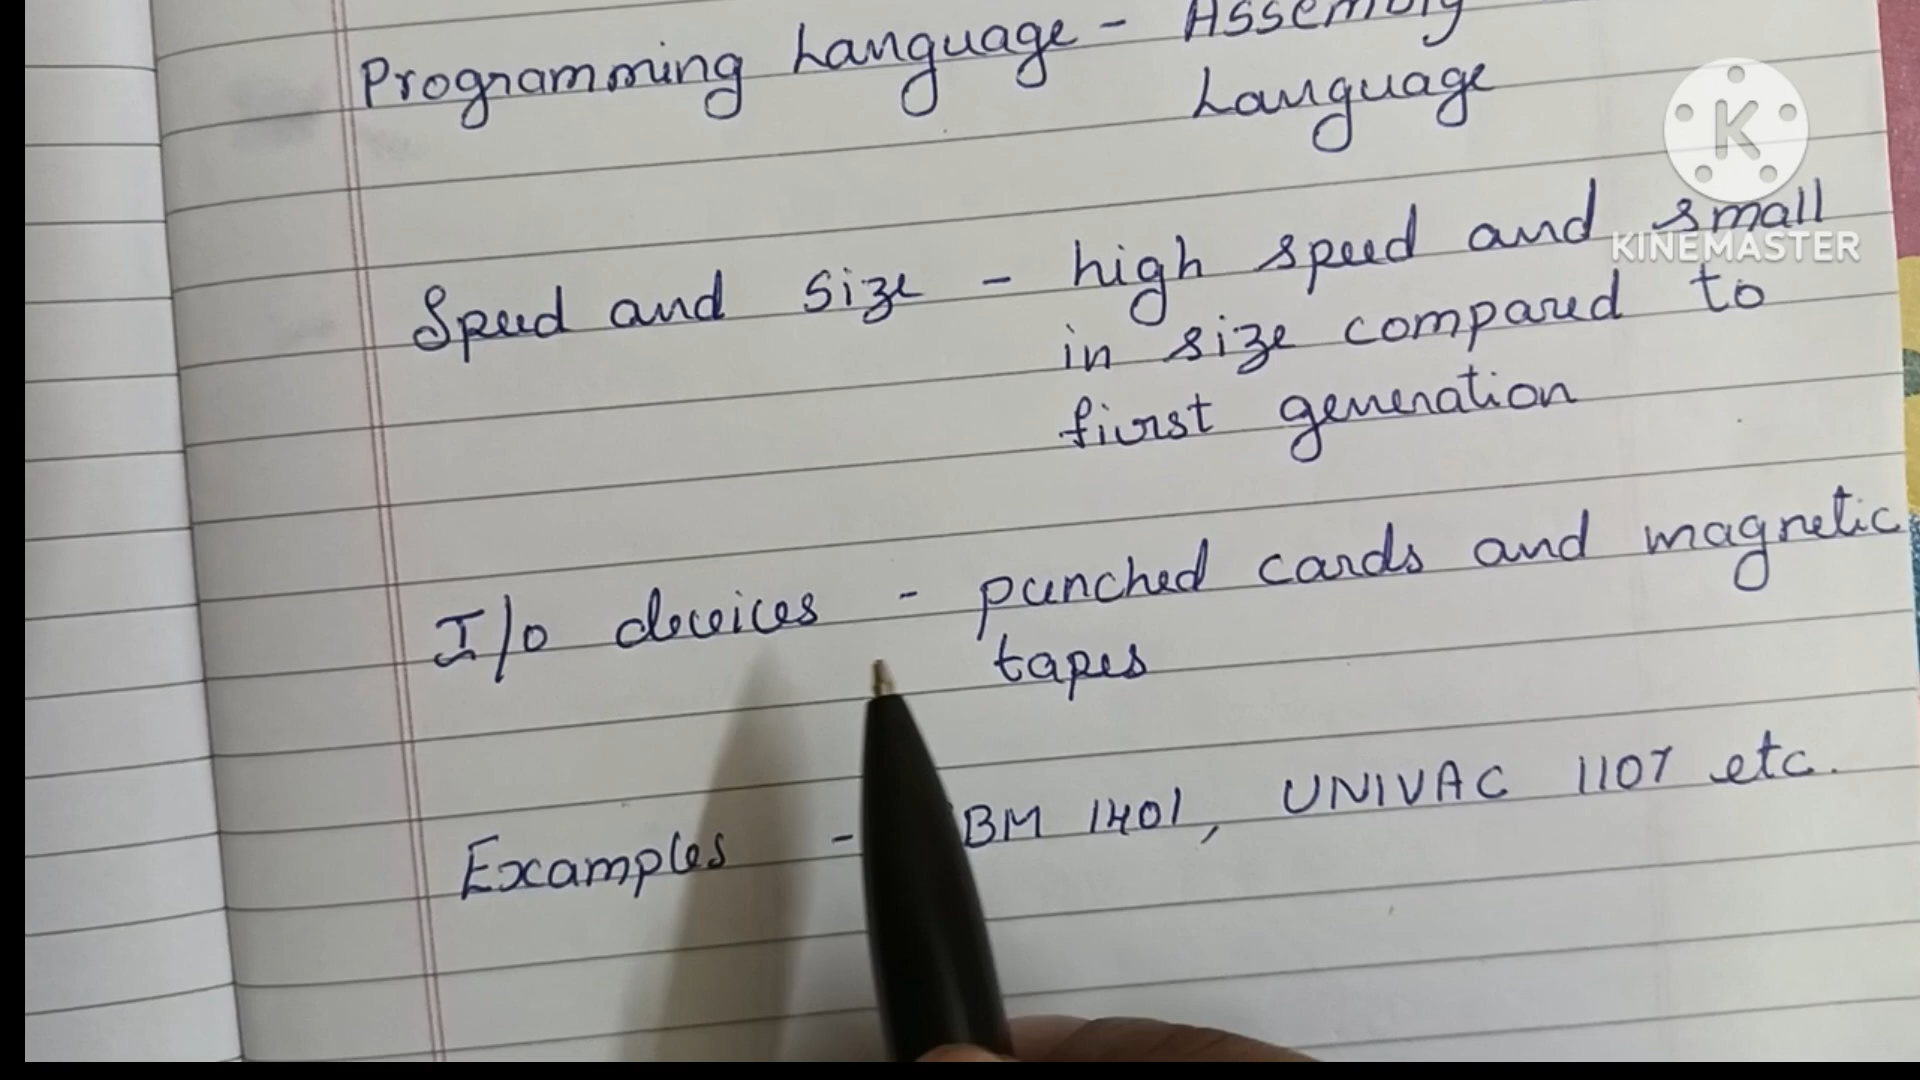 Programming Language - Assembly
Language
Speed and size - high speed and small
in size compared to
first generation
I/o devices - punched cards and magnetic
tapes
Examples - BM 1401, UNIVAC 1107 etc.
K
KINEMASTER